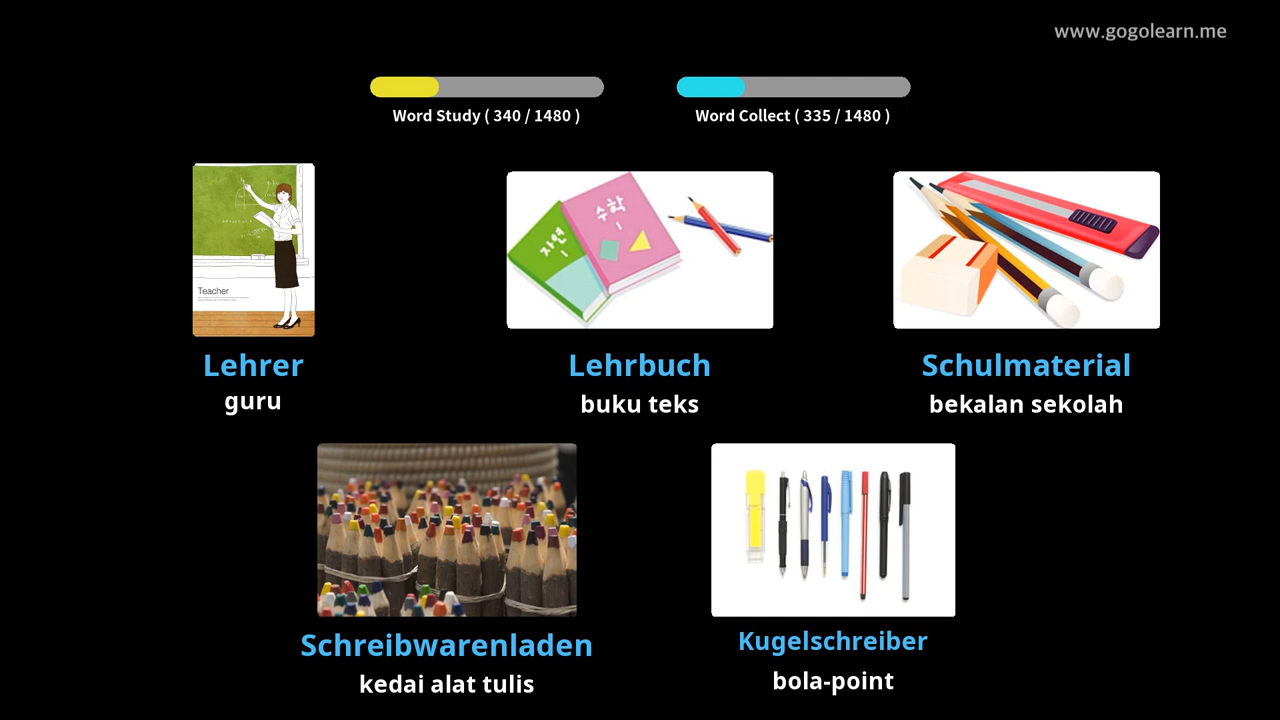 www.gogolearn.me
Word Study ( 340 / 1480 )
Word Collect ( 335 / 1480 )
Teacher
자연
수학
Lehrer
guru
Lehrbuch
buku teks
Schulmaterial
bekalan sekolah
Schreibwarenladen
kedai alat tulis
Kugelschreiber
bola-point